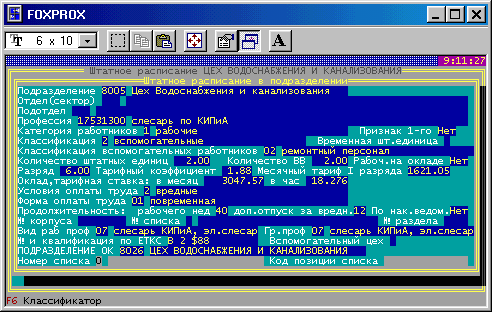 FOXPROX
6 x 10
9:11:27
Штатное расписание ЦЕХ ВОДОСНАБЖЕНИЯ И КАНАЛИЗОВАНИЯ
Штатное расписание в подразделении
Подразделение 8005 Цех Водоснабжения и канализования
Отдел(сектор)
Подотдел
Профессия 17531300 слесарь по КИПиА
Категория работников 1 рабочие Признак 1-го Нет
Классификация 2 вспомогательные Временная шт.единица
Классификация вспомогательных работников 02 ремонтный персонал
Количество штатных единиц 2.00 Количество ВВ 2.00 Рабоч.на окладе Нет
Разряд 6.00 Тарифный коэффициент 1.88 Месячный тариф I разряда 1621.05
Оклад,тарифная ставка: в месяц 3047.57 в час 18.276
Условия оплаты труда 2 вредные
Форма оплаты труда 01 повременная
Продолжительность: рабочего нед 40 доп.отпуск за вредн.12 По нак.ведом.Нет
№ корпуса № списка № раздела
Вид раб проф 07 слесарь КИПиА, эл.слесар Гр.проф 07 слесарь КИПиА, эл.слесар
№ и квалификация по ЕТКС В 2 $88 Вспомогательный цех
ПОДРАЗДЕЛЕНИЕ ОК 8026 ЦЕХ ВОДОСНАБЖЕНИЯ И КАНАЛИЗОВАНИЯ
Номер списка 0 Код позиции списка
F6 Классификатор